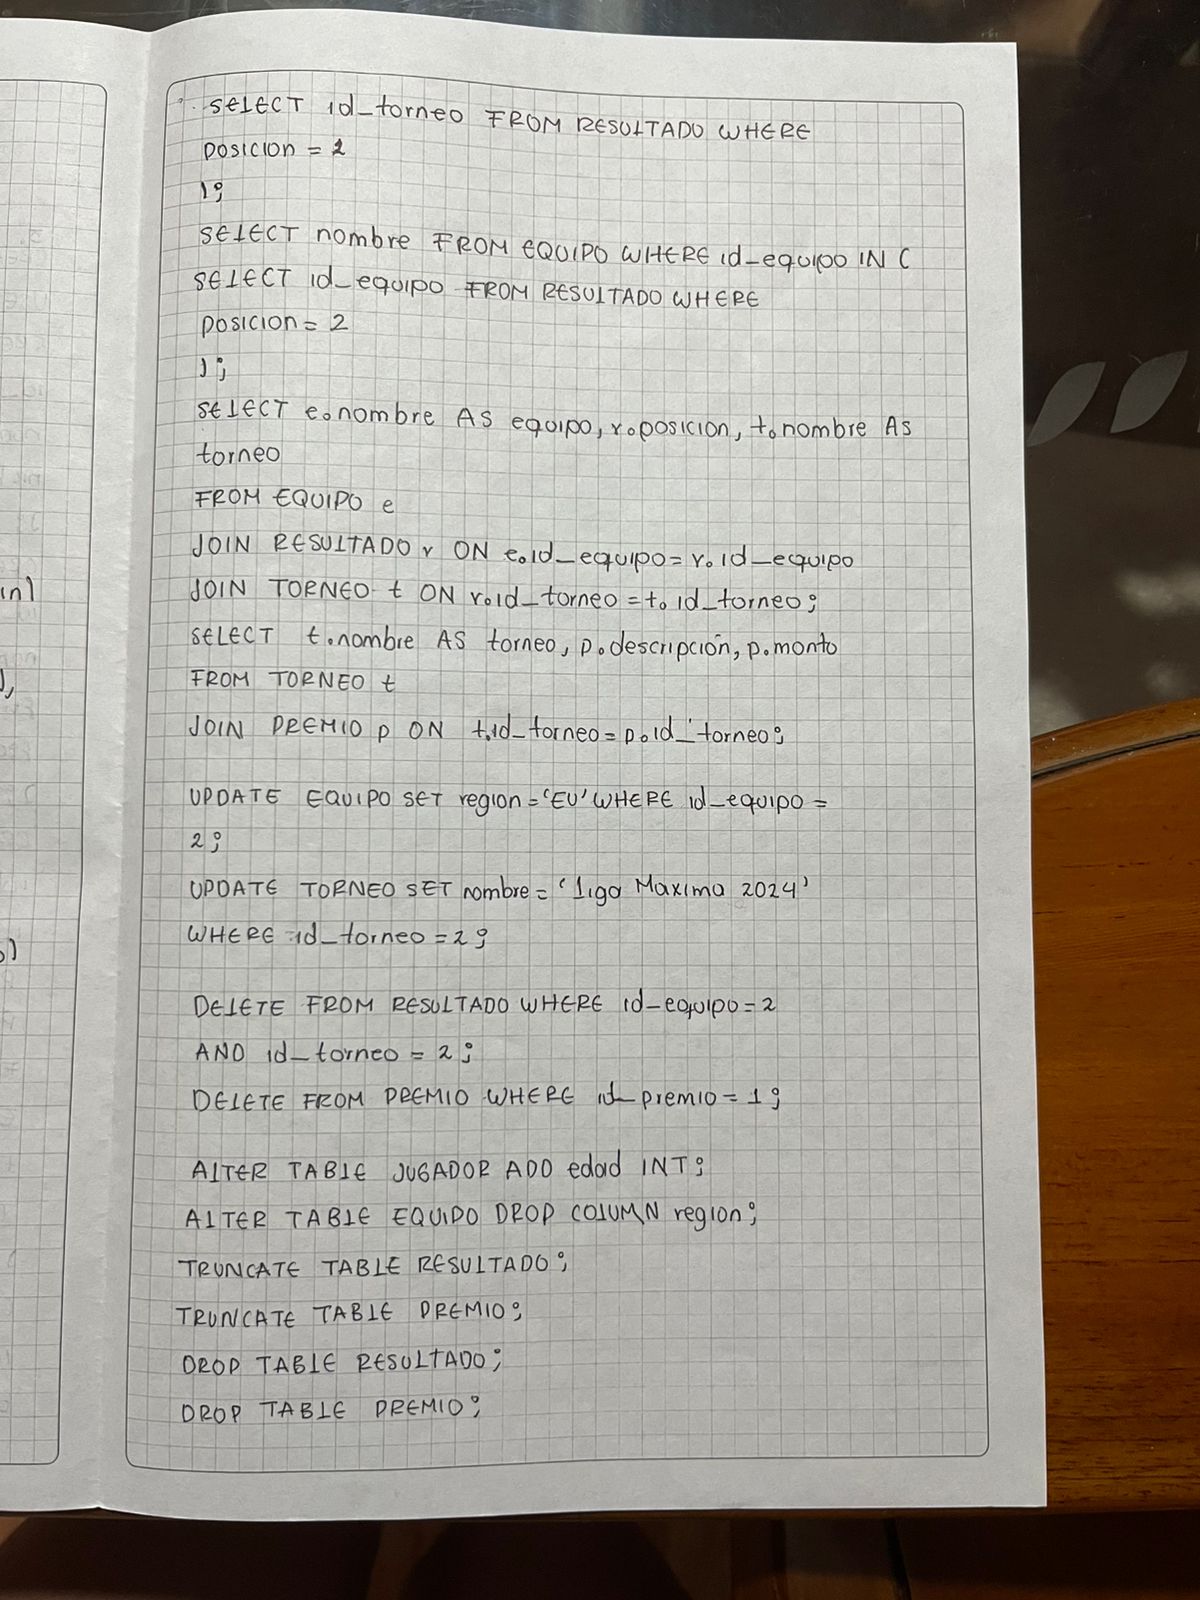 SELECT id_torneo FROM RESULTADO WHERE
posicion = 2
);
SELECT nombre FROM EQUIPO WHERE id_equipo IN (
SELECT id_equipo FROM RESULTADO WHERE
posicion = 2
);
SELECT e.nombre AS equipo, r.posicion, t.nombre AS
torneo
FROM EQUIPO e
JOIN RESULTADO r ON e.id_equipo = r.id_equipo
JOIN TORNEO t ON r.id_torneo = t.id_torneo;
SELECT t.nombre AS torneo, p.descripción, p.monto
FROM TORNEO t
JOIN PREMIO p ON t.id_torneo = p.id_torneo;
UPDATE EQUIPO SET region = 'EU' WHERE id_equipo =
2;
UPDATE TORNEO SET nombre = 'Liga Maxima 2024'
WHERE id_torneo = 2;
DELETE FROM RESULTADO WHERE id_equipo = 2
AND id_torneo = 2;
DELETE FROM PREMIO WHERE id_premio = 1;
ALTER TABLE JUGADOR ADD edad INT;
ALTER TABLE EQUIPO DROP COLUMN region;
TRUNCATE TABLE RESULTADO;
TRUNCATE TABLE PREMIO;
DROP TABLE RESULTADO;
DROP TABLE PREMIO;